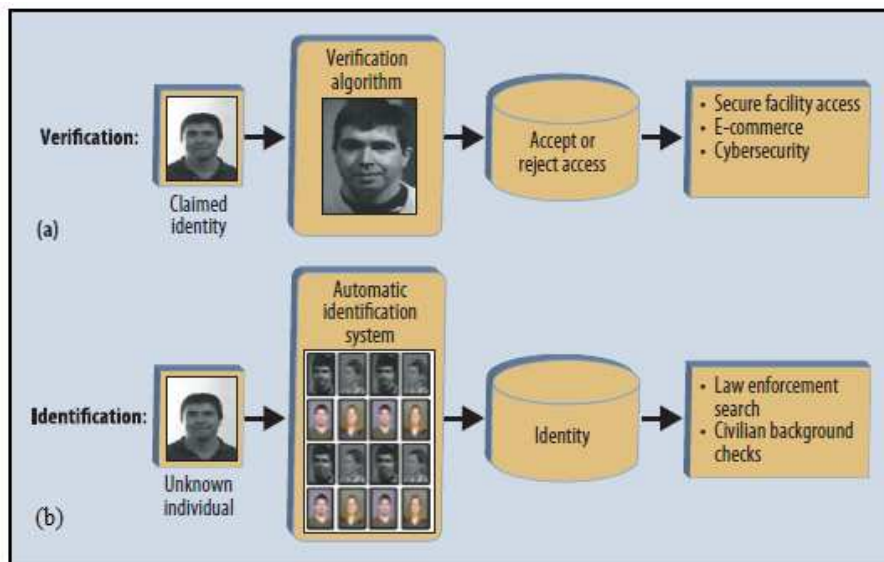 Verification:
Claimed
identity
(a)
Verification
algorithm
Accept or
reject access
• Secure facility access
• E-commerce
• Cybersecurity
Identification:
Unknown
individual
(b)
Automatic
identification
system
Identity
• Law enforcement
search
• Civilian background
checks